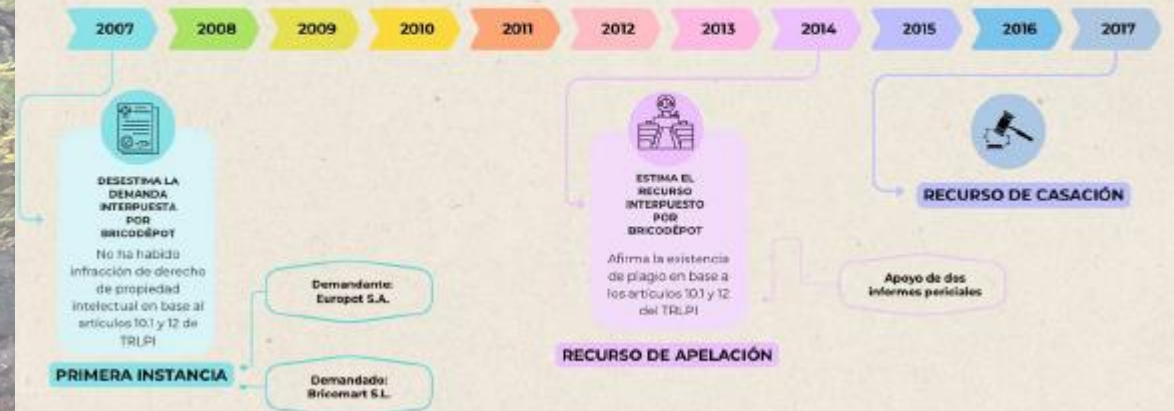 2007 2008 2009 2010 2011 2012 2013 2014 2015 2016 2017
DESESTIMA LA
DEMANDA
INTERPUESTA
POR
BRICODÊPOT
No ha habido
infracción de derecho
de propiedad
intelectual en base al
artículos 10.1 y 12 de
TRLPI
PRIMERA INSTANCIA
Demandante:
Europet S.A.
Demandado:
Bricomart S.L.
ESTIMA EL
RECURSO
INTERPUESTO
POR
BRICODÊPOT
Afirma la existencia
de plagio en base a
los artículos 10.1 y 12
del TRLPI
RECURSO DE APELACIÓN
Apoyo de dos
informes periciales
RECURSO DE CASACIÓN